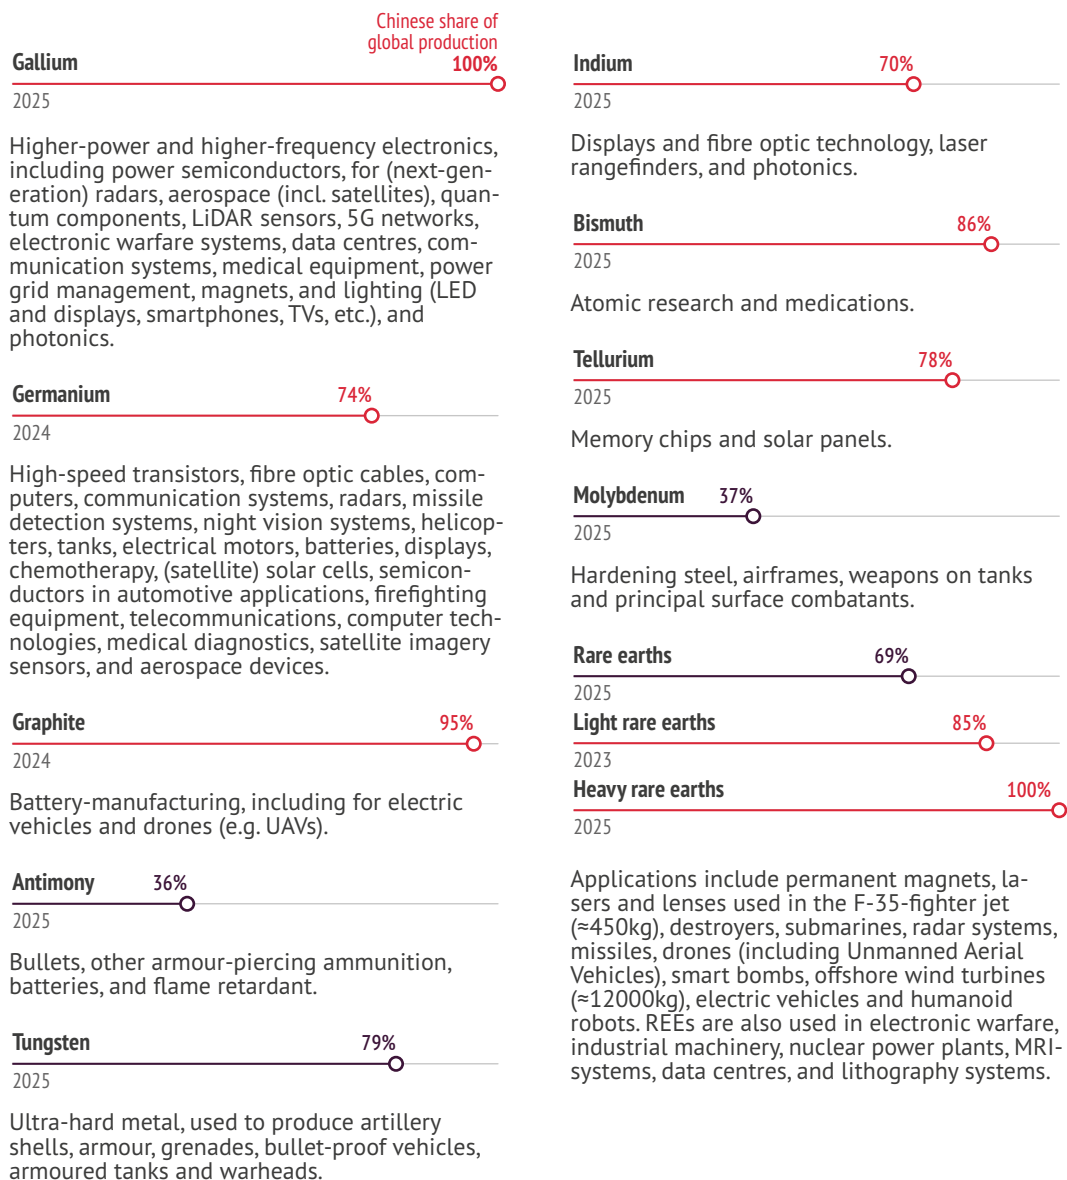 Chinese share of
global production
Gallium
100%
2025
Higher-power and higher-frequency electronics,
including power semiconductors, for (next-gen-
eration) radars, aerospace (incl. satellites), quan-
tum components, LiDAR sensors, 5G networks,
electronic warfare systems, data centres, com-
munication systems, medical equipment, power
grid management, magnets, and lighting (LED
and displays, smartphones, TVs, etc.), and
photonics.
Germanium
74%
2024
High-speed transistors, fibre optic cables, com-
puters, communication systems, radars, missile
detection systems, night vision systems, helicop-
ters, tanks, electrical motors, batteries, displays,
chemotherapy, (satellite) solar cells, semicon-
ductors in automotive applications, firefighting
equipment, telecommunications, computer tech-
nologies, medical diagnostics, satellite imagery
sensors, and aerospace devices.
Graphite
95%
2024
Battery-manufacturing, including for electric
vehicles and drones (e.g. UAVs).
Antimony
36%
2025
Bullets, other armour-piercing ammunition,
batteries, and flame retardant.
Tungsten
79%
2025
Ultra-hard metal, used to produce artillery
shells, armour, grenades, bullet-proof vehicles,
armoured tanks and warheads.
Indium
70%
2025
Displays and fibre optic technology, laser
rangefinders, and photonics.
Bismuth
86%
2025
Atomic research and medications.
Tellurium
78%
2025
Memory chips and solar panels.
Molybdenum
37%
2025
Hardening steel, airframes, weapons on tanks
and principal surface combatants.
Rare earths
69%
2025
Light rare earths
85%
2023
Heavy rare earths
100%
2025
Applications include permanent magnets, la-
sers and lenses used in the F-35-fighter jet
(≈450kg), destroyers, submarines, radar systems,
missiles, drones (including Unmanned Aerial
Vehicles), smart bombs, offshore wind turbines
(≈12000kg), electric vehicles and humanoid
robots. REEs are also used in electronic warfare,
industrial machinery, nuclear power plants, MRI-
systems, data centres, and lithography systems.